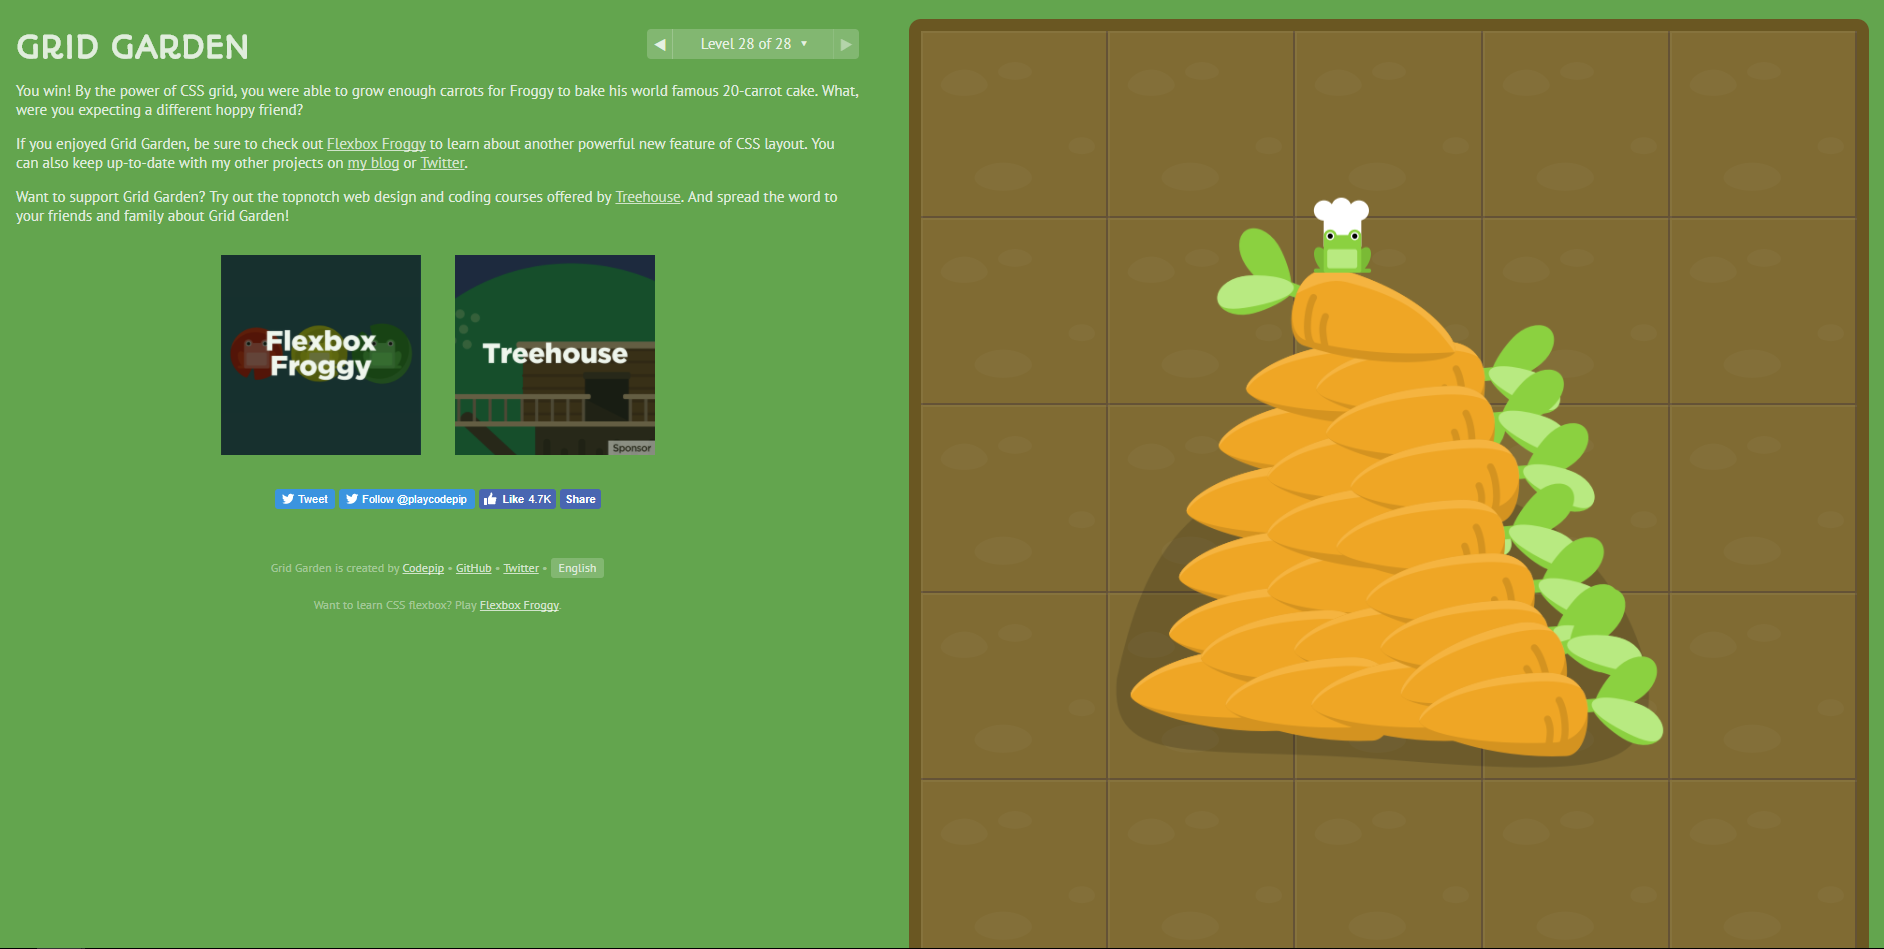 GRID GARDEN
◀ Level 28 of 28 ▼ ▶
You win! By the power of CSS grid, you were able to grow enough carrots for Froggy to bake his world famous 20-carrot cake. What,
were you expecting a different hoppy friend?
If you enjoyed Grid Garden, be sure to check out Flexbox Froggy to learn about another powerful new feature of CSS layout. You
can also keep up-to-date with my other projects on my blog or Twitter.
Want to support Grid Garden? Try out the topnotch web design and coding courses offered by Treehouse. And spread the word to
your friends and family about Grid Garden!
Flexbox
Froggy
Treehouse
Sponsor
Tweet Follow @playcodepip Like 4.7K Share
Grid Garden is created by Codepip • GitHub • Twitter • English
Want to learn CSS flexbox? Play Flexbox Froggy.